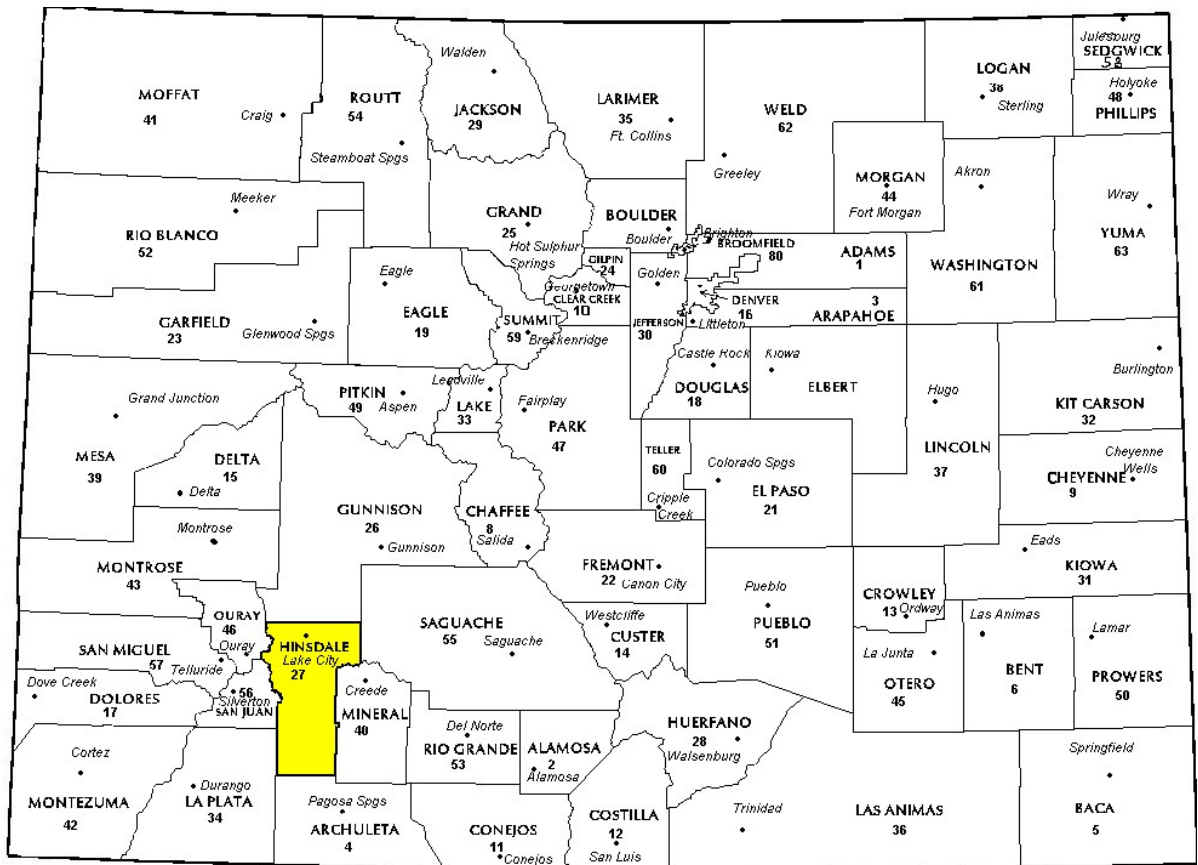 Walden
Julesburg
SEDGWICK
58
MOFFAT
41
Craig
ROUTT
54
Steamboat Spgs
JACKSON
29
LARIMER
35
Ft. Collins
WELD
62
Greeley
LOGAN
38
Sterling
Holyoke
48
PHILLIPS
Meeker
RIO BLANCO
52
GRAND
25
Hot Sulphur
Springs
BOULDER
Boulder
MORGAN
44
Fort Morgan
Akron
WASHINGTON
61
Wray
YUMA
63
Brighton
BROOMFIELD
80
ADAMS
1
GILPIN
24
Golden
Georgetown
CLEAR CREEK
10
DENVER
16
3
ARAPAHOE
Littleton
JEFFERSON
30
GARFIELD
23
Glenwood Spgs
Eagle
EAGLE
19
SUMMIT
59
Breckenridge
Castle Rock
DOUGLAS
18
Kiowa
ELBERT
Hugo
LINCOLN
37
Burlington
KIT CARSON
32
Grand Junction
MESA
39
PITKIN
49
Aspen
Leadville
LAKE
33
Fairplay
PARK
47
DELTA
15
Delta
TELLER
60
Cripple
Creek
Colorado Spgs
EL PASO
21
Cheyenne
Wells
CHEYENNE
9
GUNNISON
26
Gunnison
CHAFFEE
8
Salida
Montrose
MONTROSE
43
FREMONT
22
Canon City
Eads
KIOWA
31
OURAY
46
Ouray
HINSDALE
Lake City
27
SAGUACHE
55
Saguache
Westcliffe
CUSTER
14
Pueblo
PUEBLO
51
CROWLEY
13
Ordway
Las Animas
BENT
6
Lamar
PROWERS
50
SAN MIGUEL
57
Telluride
La Junta
OTERO
45
Dove Creek
DOLORES
17
56
Silverton
SAN JUAN
Creede
MINERAL
40
Del Norte
RIO GRANDE
53
ALAMOSA
2
Alamosa
HUERFANO
28
Walsenburg
Cortez
MONTEZUMA
42
Durango
LA PLATA
34
Pagosa Spgs
ARCHULETA
4
CONEJOS
11
Conejos
COSTILLA
12
San Luis
Trinidad
LAS ANIMAS
36
Springfield
BACA
5